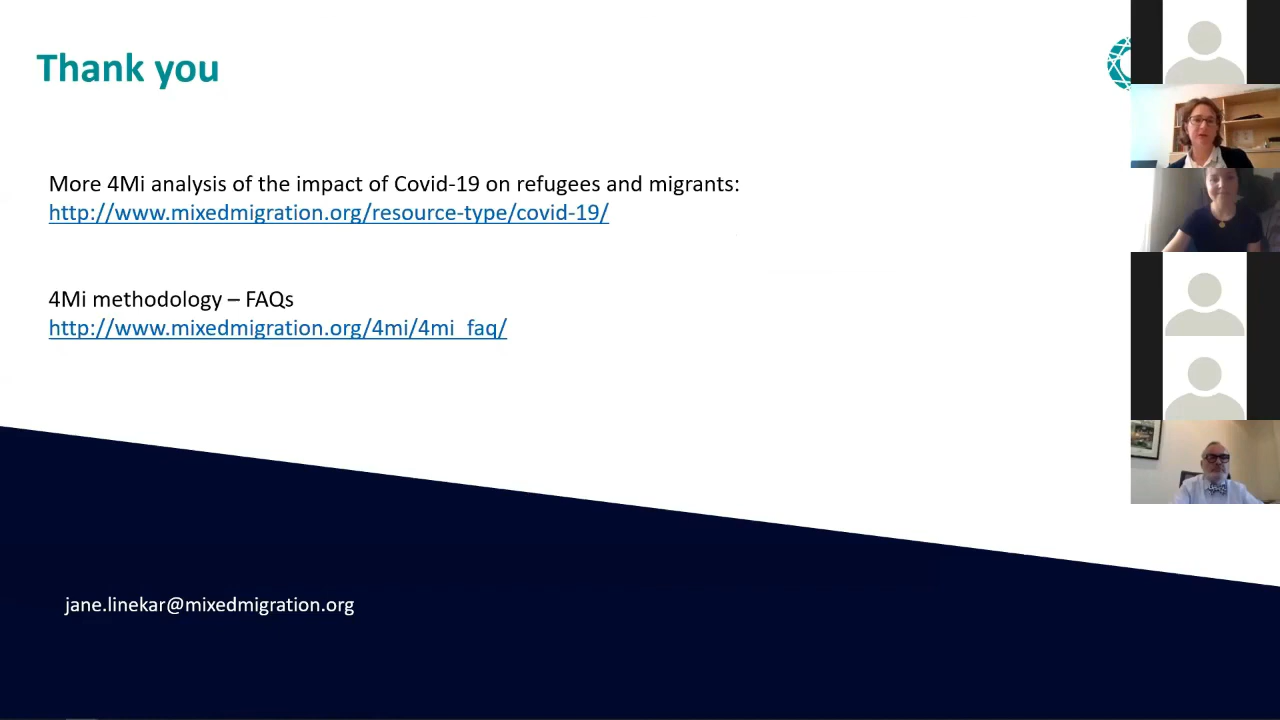 Thank you
More 4Mi analysis of the impact of Covid-19 on refugees and migrants:
http://www.mixedmigration.org/resource-type/covid-19/
4Mi methodology – FAQs
http://www.mixedmigration.org/4mi/4mi_faq/
jane.linekar@mixedmigration.org